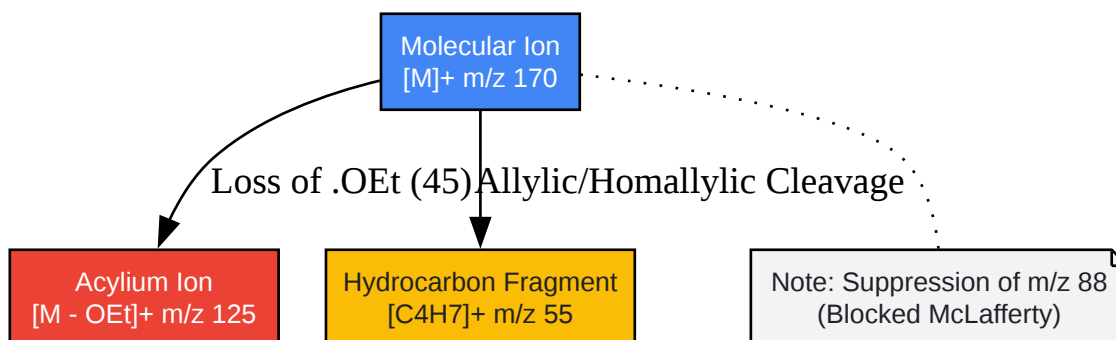 Molecular Ion
[M]+ m/z 170
Loss of .OEt (45)
Allylic/Homallylic Cleavage
Acylium Ion
[M - OEt]+ m/z 125
Hydrocarbon Fragment
[C4H7]+ m/z 55
Note: Suppression of m/z 88
(Blocked McLafferty)